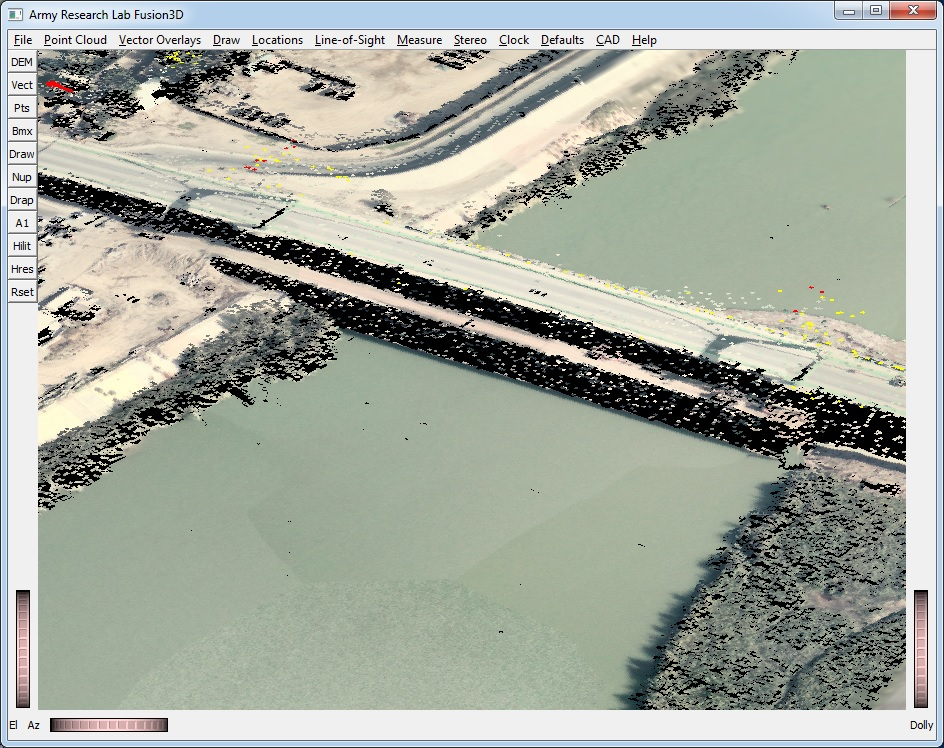 Army Research Lab Fusion3D
File Point Cloud Vector Overlays Draw Locations Line-of-Sight Measure Stereo Clock Defaults CAD Help
DEM
Vect
Pts
Bmx
Draw
Nup
Drap
A1
Hilit
Hres
Rset
El Az Dolly